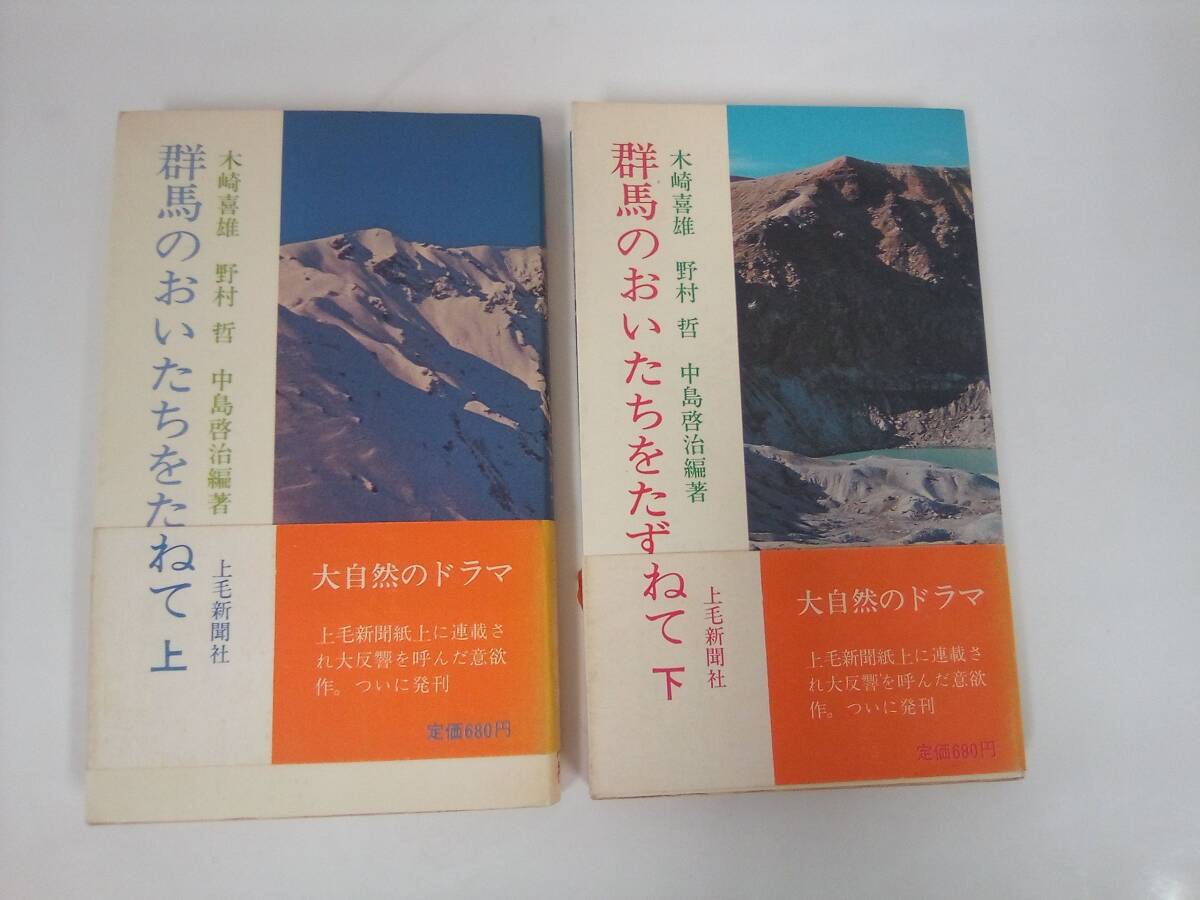 群馬のおいたちをたねて 上
木崎喜雄 野村 哲 中島啓治編著
上毛新聞社
大自然のドラマ
上毛新聞紙上に連載さ
れ大反響を呼んだ意欲
作。ついに発刊
定価680円
群馬のおいたちをたずねて 下
木崎喜雄 野村 哲 中島啓治編著
上毛新聞社
大自然のドラマ
上毛新聞紙上に連載さ
れ大反響を呼んだ意欲
作。ついに発刊
定価680円